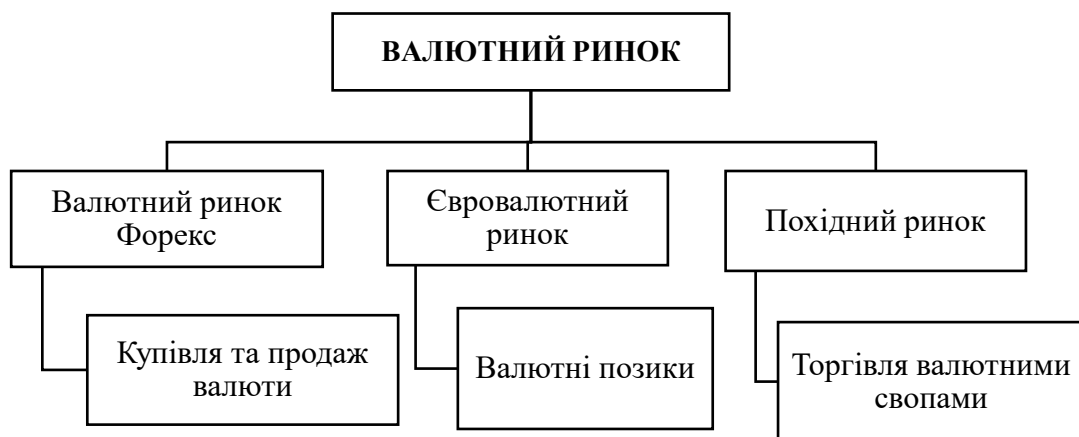 ВАЛЮТНИЙ РИНОК
Валютний ринок
Форекс
Євровалютний
ринок
Похідний ринок
Купівля та продаж
валюти
Валютні позики
Торгівля валютними
свопами